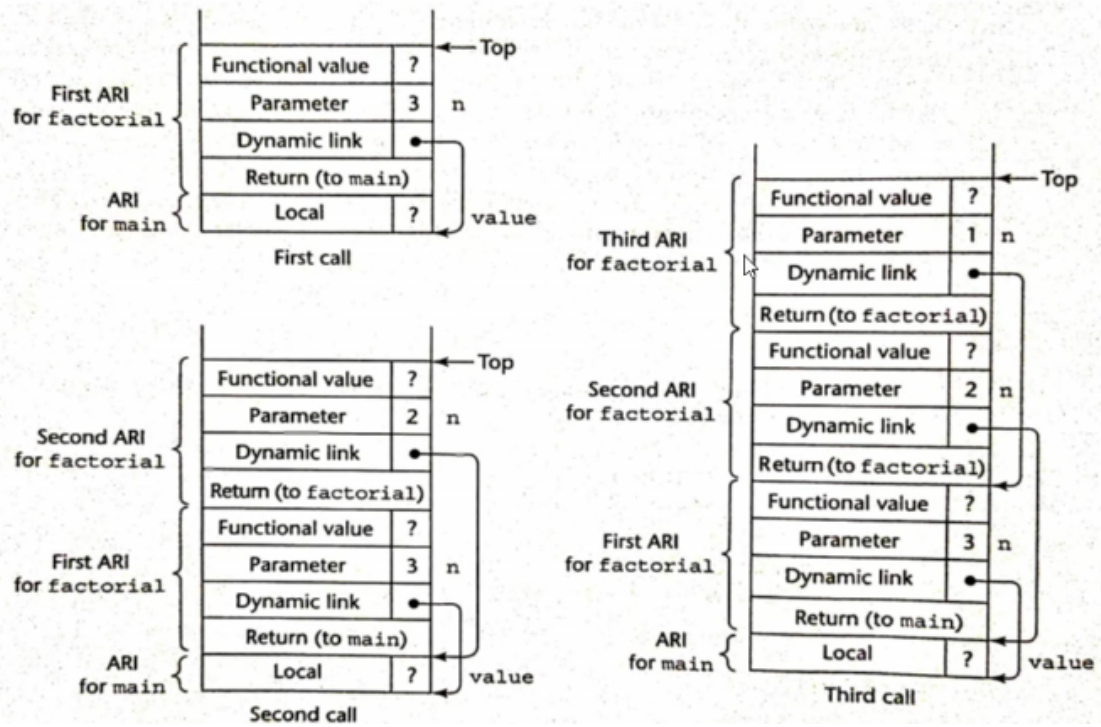 Top
Functional value ?
First ARI
for factorial
Parameter 3 n
Dynamic link
Return (to main)
ARI
for main
Local ? value
First call
Top
Functional value ?
Parameter 2 n
Second ARI
for factorial
Dynamic link
Return (to factorial)
Functional value ?
First ARI
for factorial
Parameter 3 n
Dynamic link
Return (to main)
ARI
for main
Local ? value
Second call
Top
Functional value ?
Third ARI
for factorial
Parameter 1 n
Dynamic link
Return (to factorial)
Functional value ?
Second ARI
for factorial
Parameter 2 n
Dynamic link
Return (to factorial)
Functional value ?
First ARI
for factorial
Parameter 3 n
Dynamic link
Return (to main)
ARI
for main
Local ? value
Third call